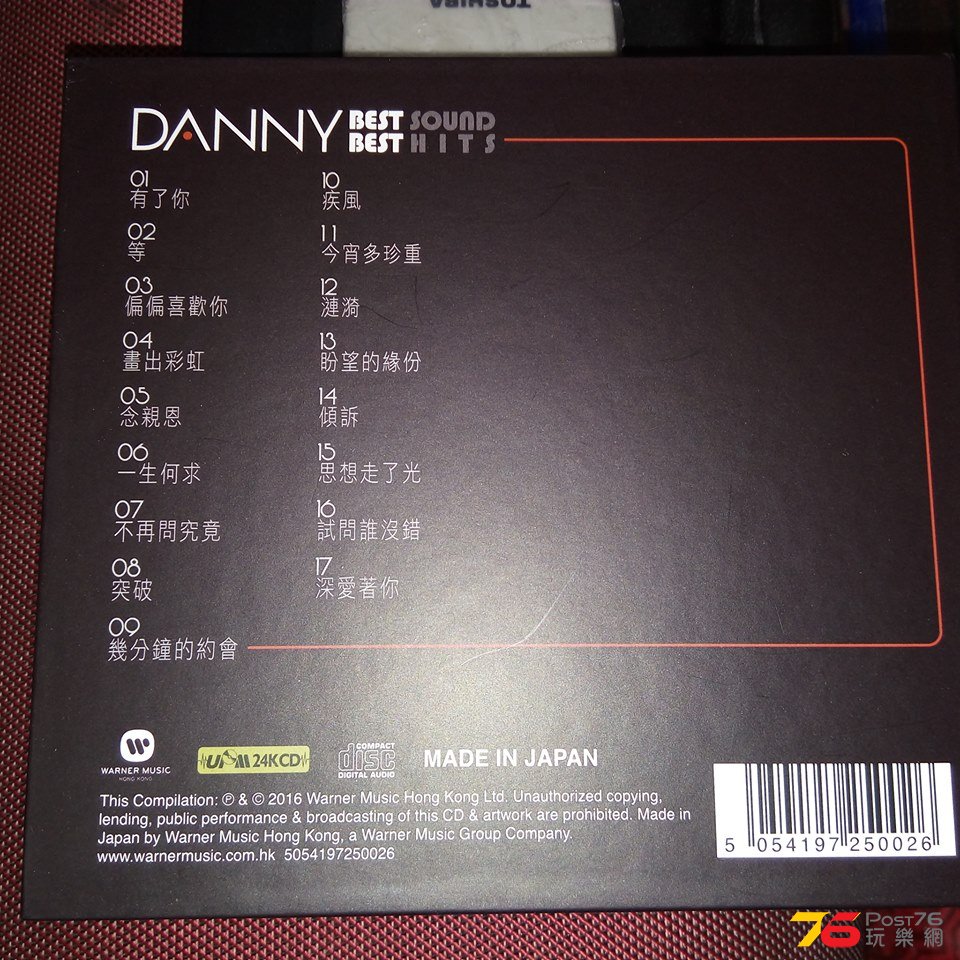 TOSHIBA
DANNY BEST SOUND
BEST HITS
01
有了你
02
等
03
偏偏喜歡你
04
畫出彩虹
05
念親恩
06
一生何求
07
不再問究竟
08
突破
09
幾分鐘的約會
10
疾風
11
今宵多珍重
12
漣漪
13
盼望的緣份
14
傾訴
15
思想走了光
16
試問誰沒錯
17
深愛著你
WARNER MUSIC
HONG KONG
UPM 24KCD
COMPACT
disc
DIGITAL AUDIO
MADE IN JAPAN
This Compilation: ℗ & © 2016 Warner Music Hong Kong Ltd. Unauthorized copying,
lending, public performance & broadcasting of this CD & artwork are prohibited. Made in
Japan by Warner Music Hong Kong, a Warner Music Group Company.
www.warnermusic.com.hk 5054197250026
5 054197 250026
76 Post76
玩樂網